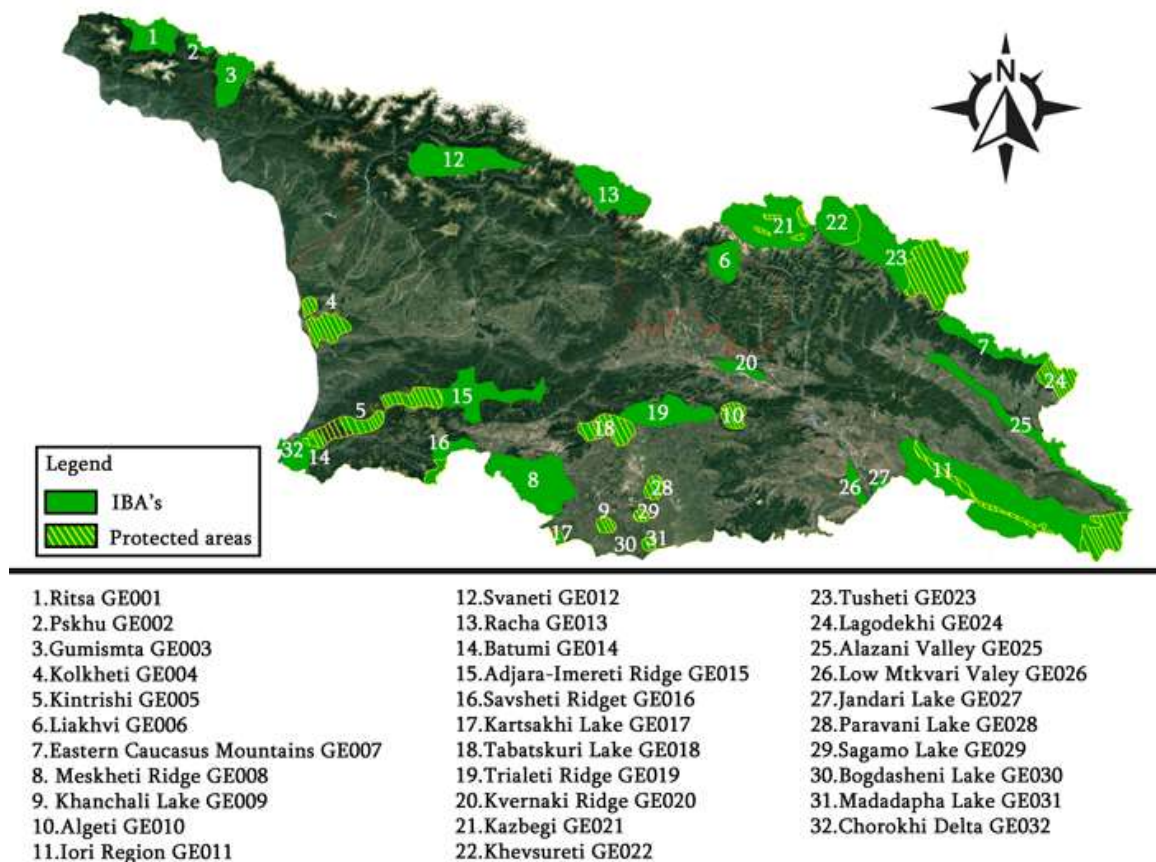 N
1
2
3
12
13
21
22
6
23
4
7
20
24
15
19
10
5
18
25
16
32
14
8
11
28
26
27
29
9
17
30
31
Legend
IBA's
Protected areas
1.Ritsa GE001
2.Pskhu GE002
3.Gumismta GE003
4.Kolkheti GE004
5.Kintrishi GE005
6.Liakhvi GE006
7.Eastern Caucasus Mountains GE007
8. Meskheti Ridge GE008
9. Khanchali Lake GE009
10.Algeti GE010
11.Iori Region GE011
12.Svaneti GE012
13.Racha GE013
14.Batumi GE014
15.Adjara-Imereti Ridge GE015
16.Savsheti Ridget GE016
17.Kartsakhi Lake GE017
18.Tabatskuri Lake GE018
19.Trialeti Ridge GE019
20.Kvernaki Ridge GE020
21.Kazbegi GE021
22.Khevsureti GE022
23.Tusheti GE023
24.Lagodekhi GE024
25.Alazani Valley GE025
26.Low Mtkvari Valey GE026
27.Jandari Lake GE027
28.Paravani Lake GE028
29.Sagamo Lake GE029
30.Bogdasheni Lake GE030
31.Madadapha Lake GE031
32.Chorokhi Delta GE032